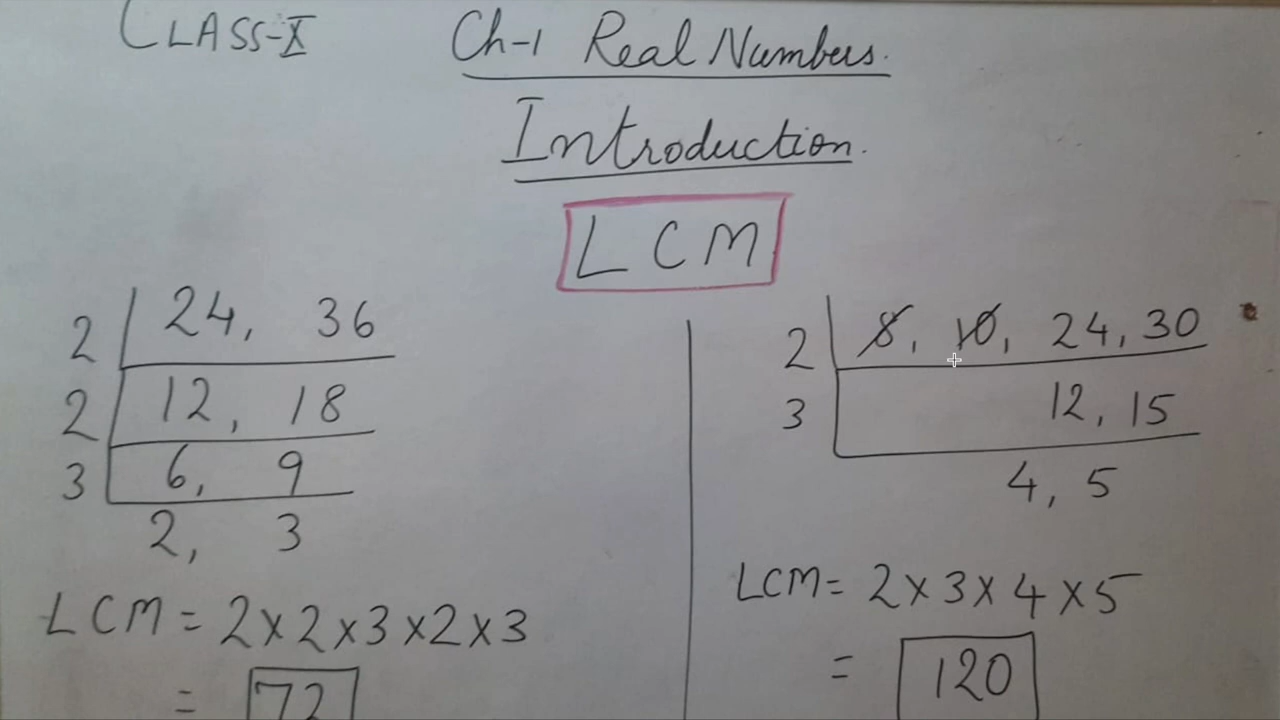 CLASS-X Ch-1 Real Numbers.
Introduction.
LCM
2 24, 36
2 12, 18
3 6, 9
2, 3
LCM = 2×2×3×2×3
= 72
2 8, 10, 24, 30
3 12, 15
4, 5
LCM = 2×3×4×5
= 120